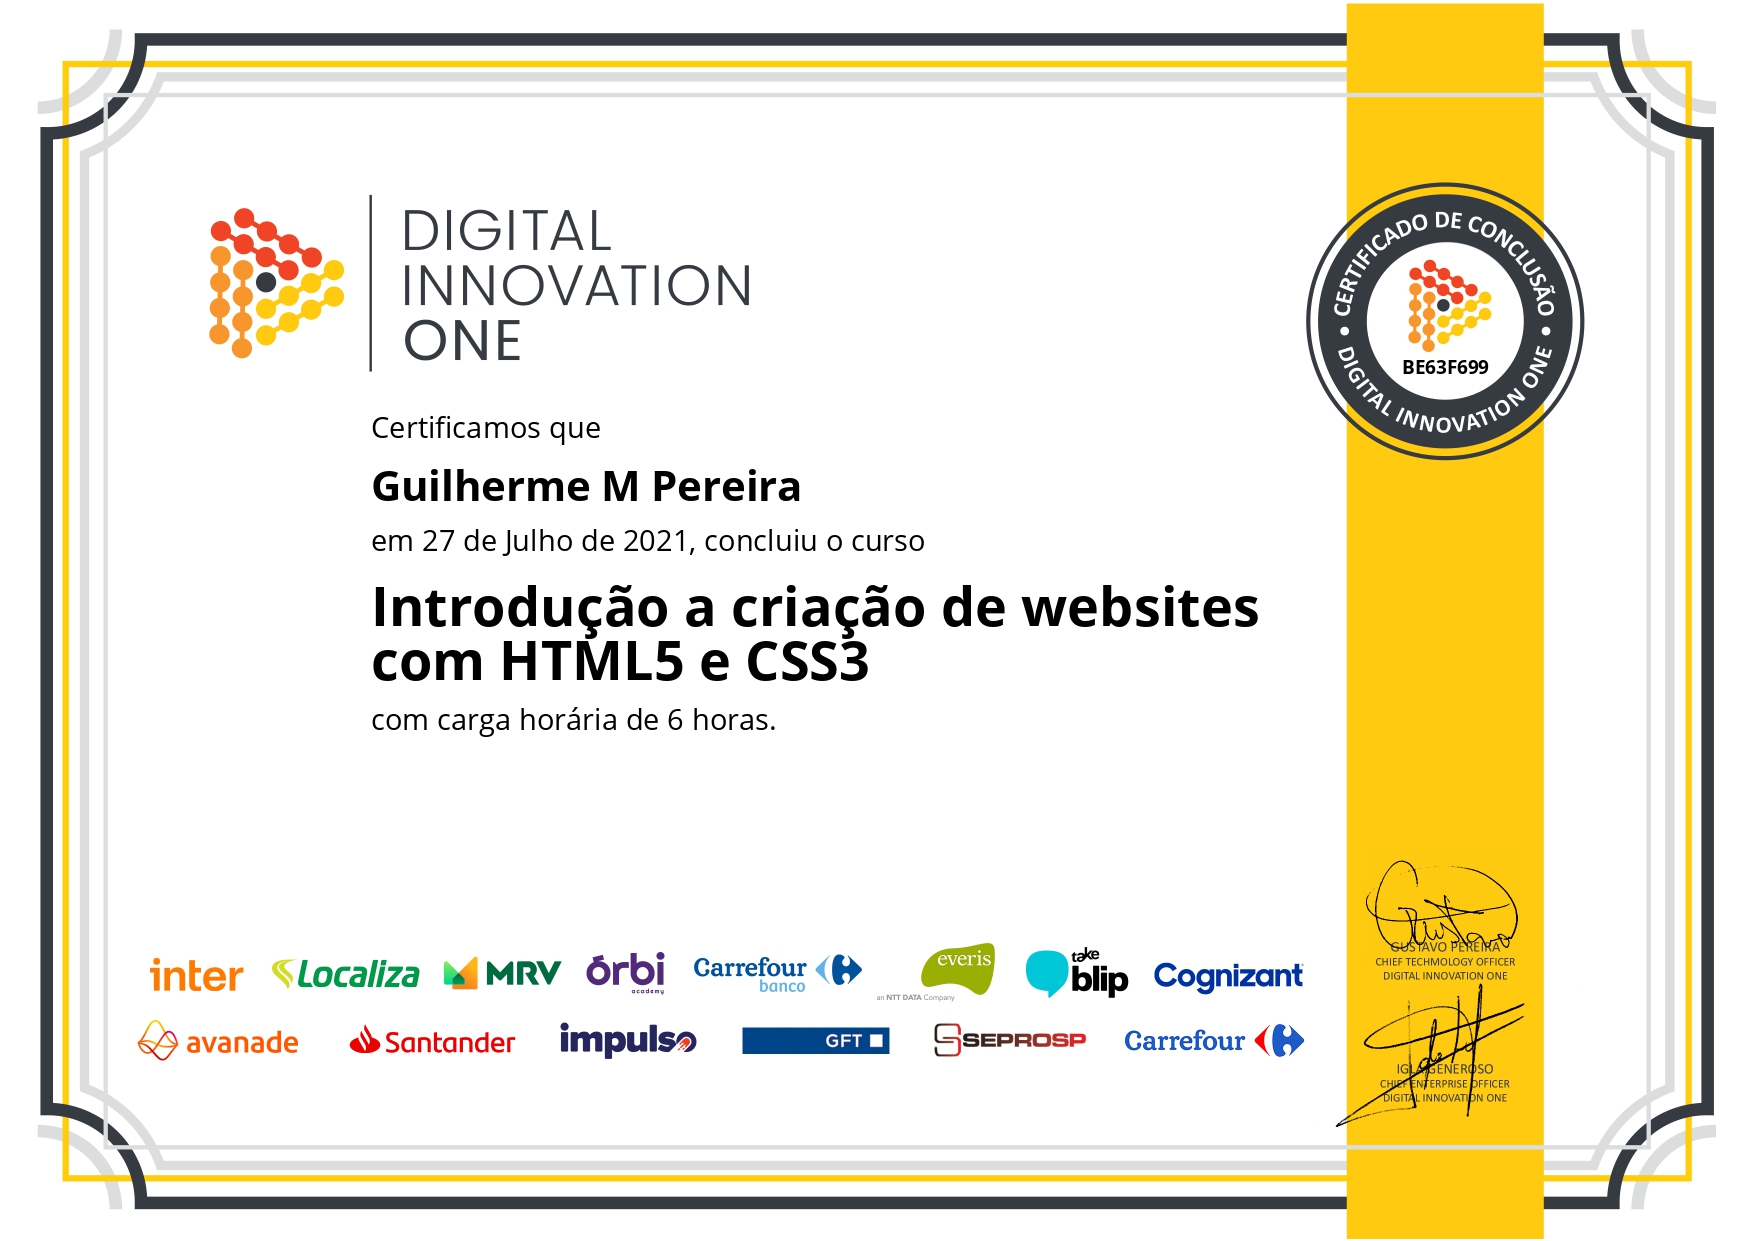 DIGITAL
INNOVATION
ONE
CERTIFICADO DE CONCLUSÃO
BE63F699
DIGITAL INNOVATION ONE
Certificamos que
Guilherme M Pereira
em 27 de Julho de 2021, concluiu o curso
Introdução a criação de websites
com HTML5 e CSS3
com carga horária de 6 horas.
inter
Localiza
MRV
órbi
academy
Carrefour
banco
everis
an NTT DATA Company
take
blip
Cognizant
avanade
Santander
impulso
GFT
SEPROSP
Carrefour
Gustavo
GUSTAVO PEREIRA
CHIEF TECHNOLOGY OFFICER
DIGITAL INNOVATION ONE
IGLÁ GENEROSO
CHIEF ENTERPRISE OFFICER
DIGITAL INNOVATION ONE